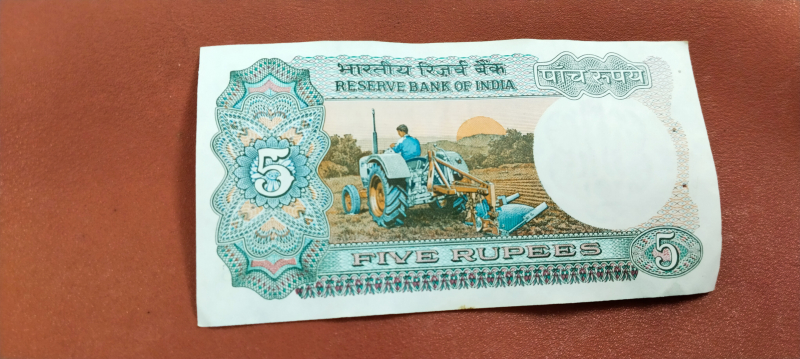 भारतीय रिज़र्व बैंक
पांच रुपये
RESERVE BANK OF INDIA
5
FIVE RUPEES
5